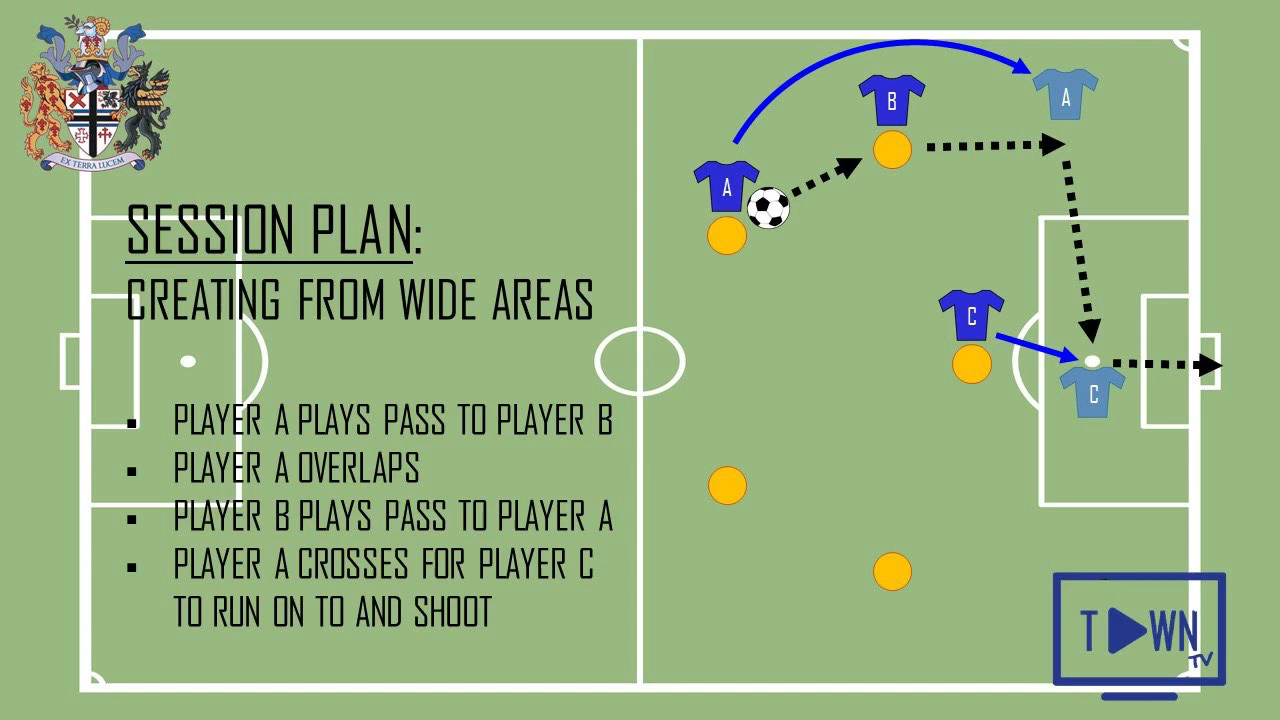 EX TERRA LUCEM
SESSION PLAN:
CREATING FROM WIDE AREAS
▪ PLAYER A PLAYS PASS TO PLAYER B
▪ PLAYER A OVERLAPS
▪ PLAYER B PLAYS PASS TO PLAYER A
▪ PLAYER A CROSSES FOR PLAYER C
TO RUN ON TO AND SHOOT
B
A
A
C
C
T WN
TV